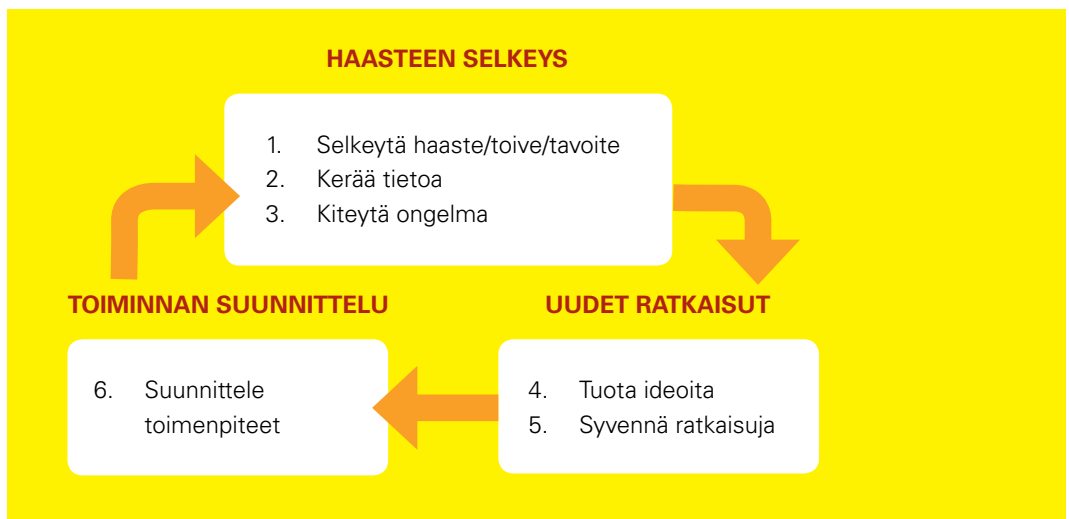 HAASTEEN SELKEYS
1. Selkeytä haaste/toive/tavoite
2. Kerää tietoa
3. Kiteytä ongelma
TOIMINNAN SUUNNITTELU
6. Suunnittele
toimenpiteet
UUDET RATKAISUT
4. Tuota ideoita
5. Syvennä ratkaisuja